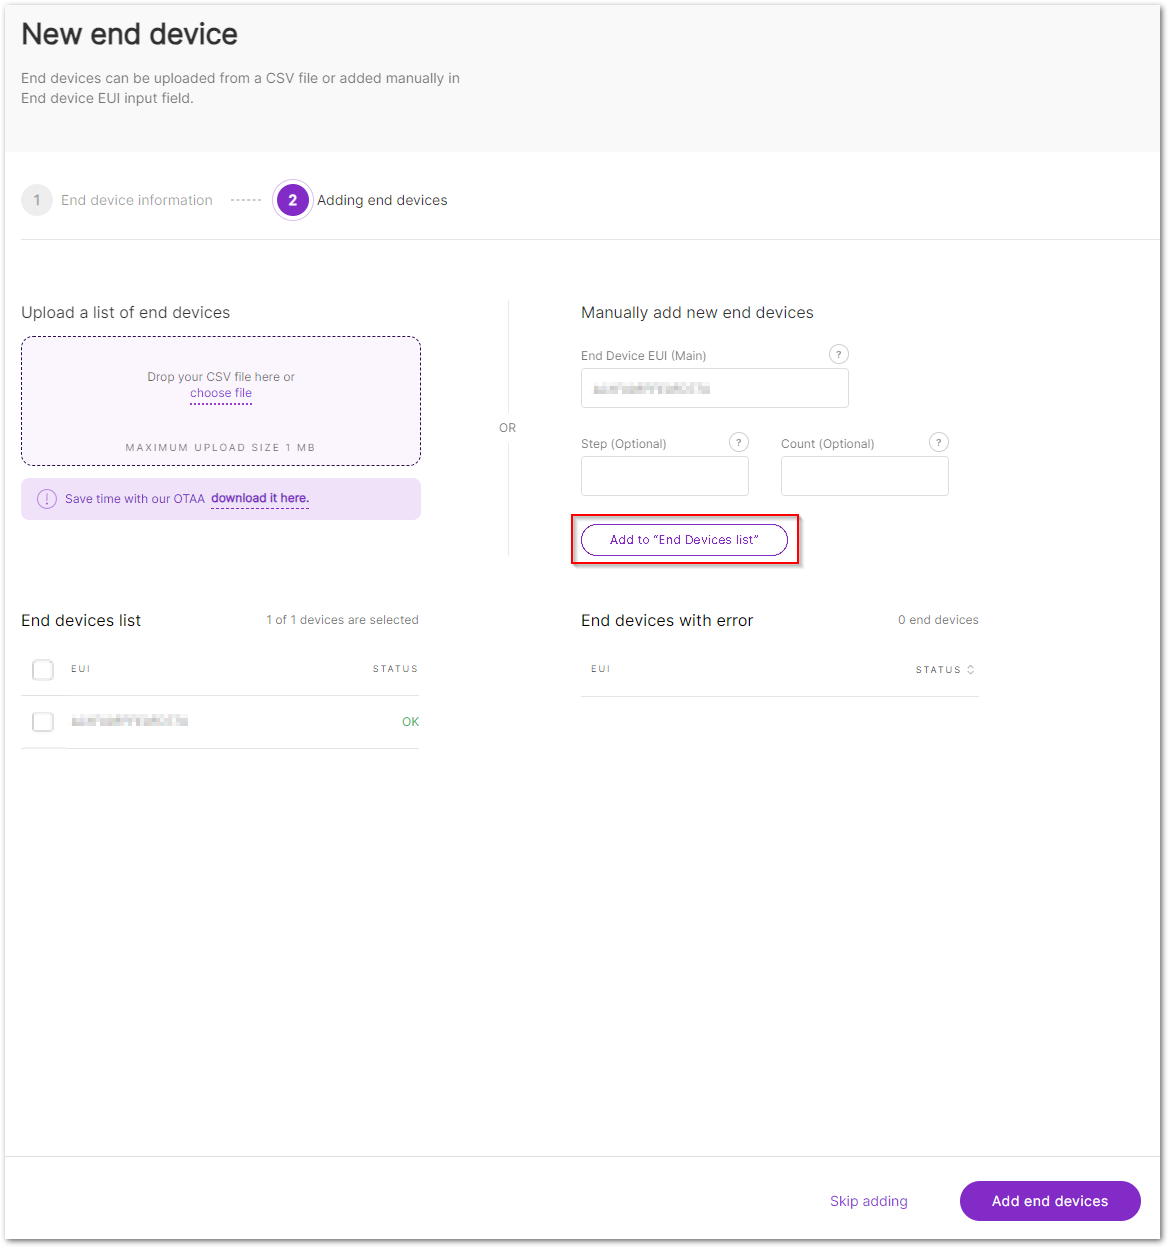 New end device
End devices can be uploaded from a CSV file or added manually in
End device EUI input field.
1 End device information ------ 2 Adding end devices
Upload a list of end devices
Drop your CSV file here or
choose file
MAXIMUM UPLOAD SIZE 1 MB
! Save time with our OTAA download it here.
OR
Manually add new end devices
End Device EUI (Main) ?
Step (Optional) ? Count (Optional) ?
Add to “End Devices list”
End devices list 1 of 1 devices are selected
EUI STATUS
OK
End devices with error 0 end devices
EUI STATUS
Skip adding Add end devices